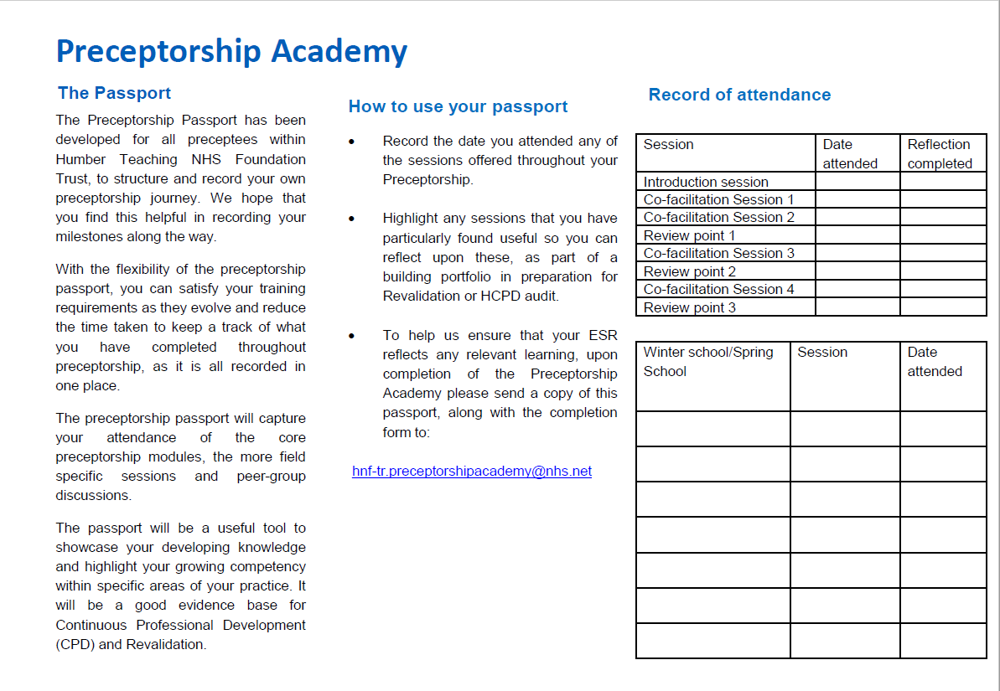 Preceptorship Academy
The Passport
The Preceptorship Passport has been
developed for all preceptees within
Humber Teaching NHS Foundation
Trust, to structure and record your own
preceptorship journey. We hope that
you find this helpful in recording your
milestones along the way.
With the flexibility of the preceptorship
passport, you can satisfy your training
requirements as they evolve and reduce
the time taken to keep a track of what
you have completed throughout
preceptorship, as it is all recorded in
one place.
The preceptorship passport will capture
your attendance of the core
preceptorship modules, the more field
specific sessions and peer-group
discussions.
The passport will be a useful tool to
showcase your developing knowledge
and highlight your growing competency
within specific areas of your practice. It
will be a good evidence base for
Continuous Professional Development
(CPD) and Revalidation.
How to use your passport
• Record the date you attended any of
the sessions offered throughout your
Preceptorship.
• Highlight any sessions that you have
particularly found useful so you can
reflect upon these, as part of a
building portfolio in preparation for
Revalidation or HCPD audit.
• To help us ensure that your ESR
reflects any relevant learning, upon
completion of the Preceptorship
Academy please send a copy of this
passport, along with the completion
form to:
hnf-tr.preceptorshipacademy@nhs.net
Record of attendance
Session Date Reflection
attended completed
Introduction session
Co-facilitation Session 1
Co-facilitation Session 2
Review point 1
Co-facilitation Session 3
Review point 2
Co-facilitation Session 4
Review point 3
Winter school/Spring Session Date
School attended